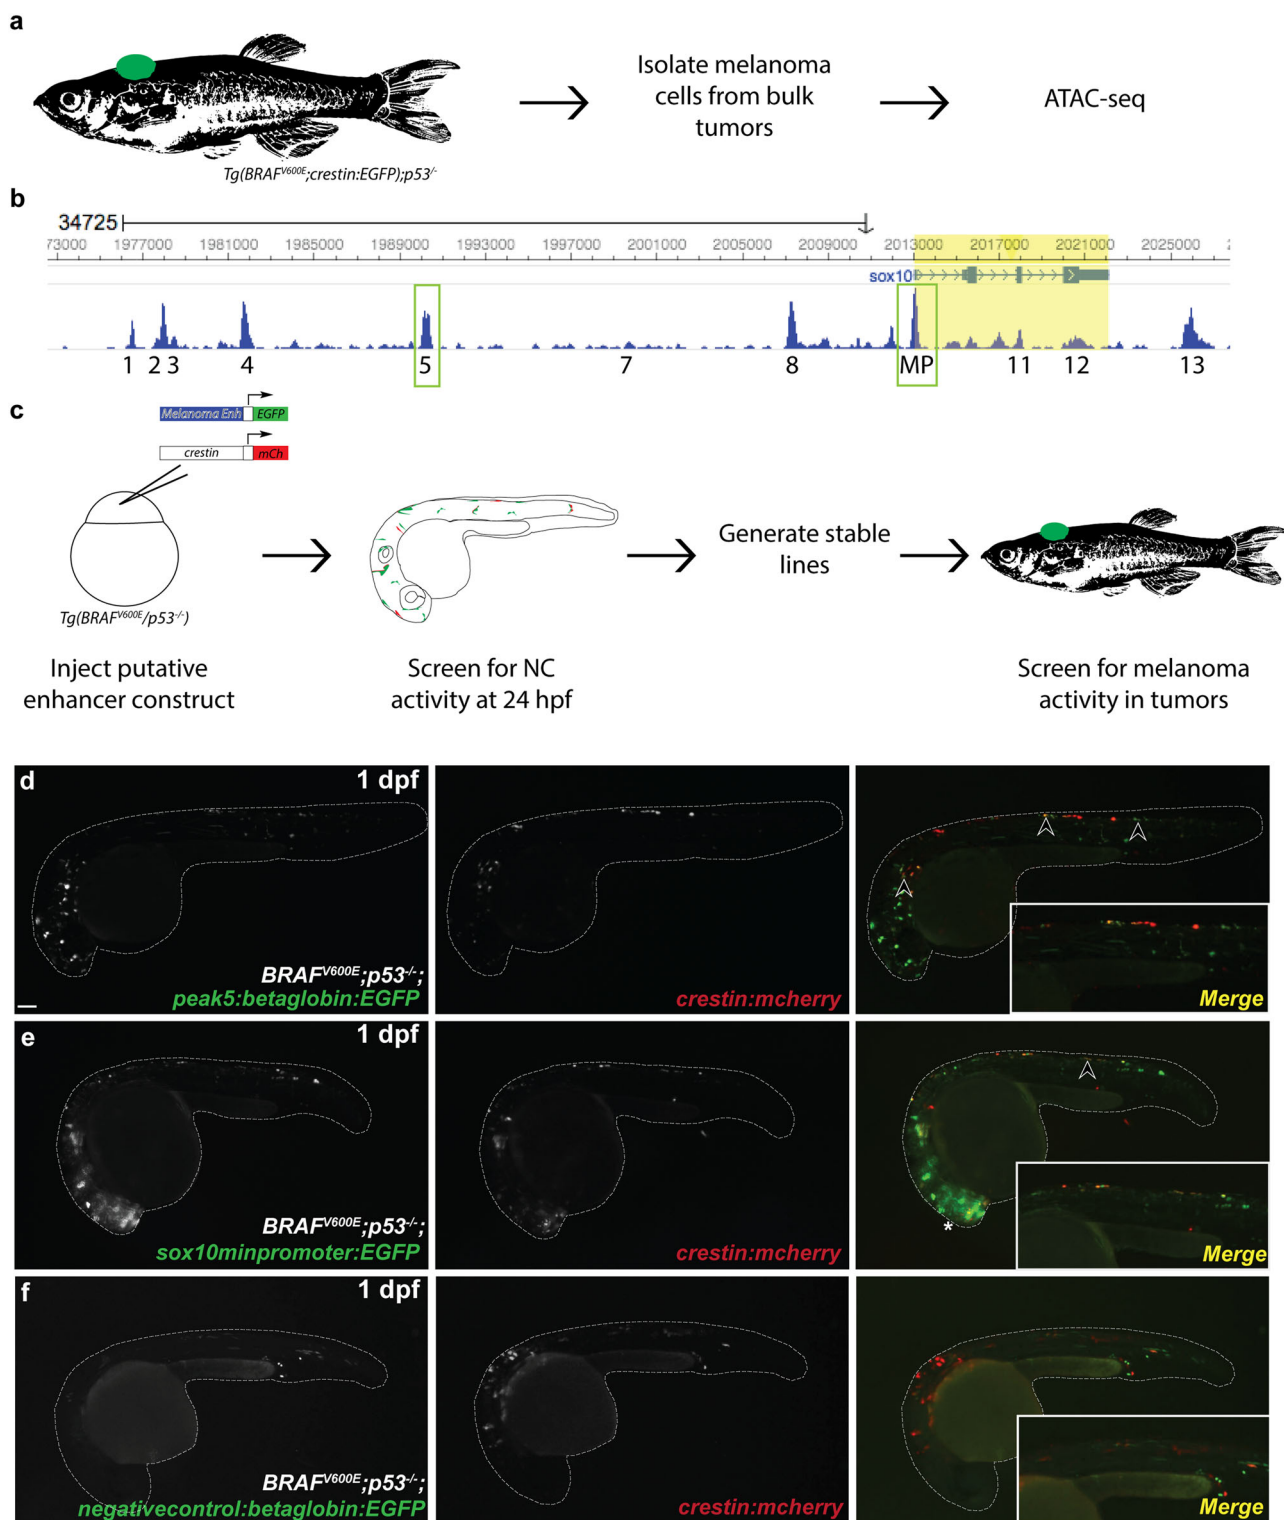 a
Isolate melanoma
cells from bulk
tumors
ATAC-seq
Tg(BRAFV600E;crestin:EGFP);p53-/-
b
34725
73000 1977000 1981000 1985000 1989000 1993000 1997000 2001000 2005000 2009000 2013000 2017000 2021000 2025000 2
sox10
1 2 3 4 5 7 8 MP 11 12 13
c
Melanoma Enh EGFP
crestin mCh
Generate stable
lines
Tg(BRAFV600E/p53-/-)
Inject putative
enhancer construct
Screen for NC
activity at 24 hpf
Screen for melanoma
activity in tumors
d
1 dpf
BRAFV600E;p53-/-;
peak5:betaglobin:EGFP
crestin:mcherry
Merge
e
1 dpf
BRAFV600E;p53-/-;
sox10minpromoter:EGFP
crestin:mcherry
*
Merge
f
1 dpf
BRAFV600E;p53-/-;
negativecontrol:betaglobin:EGFP
crestin:mcherry
Merge